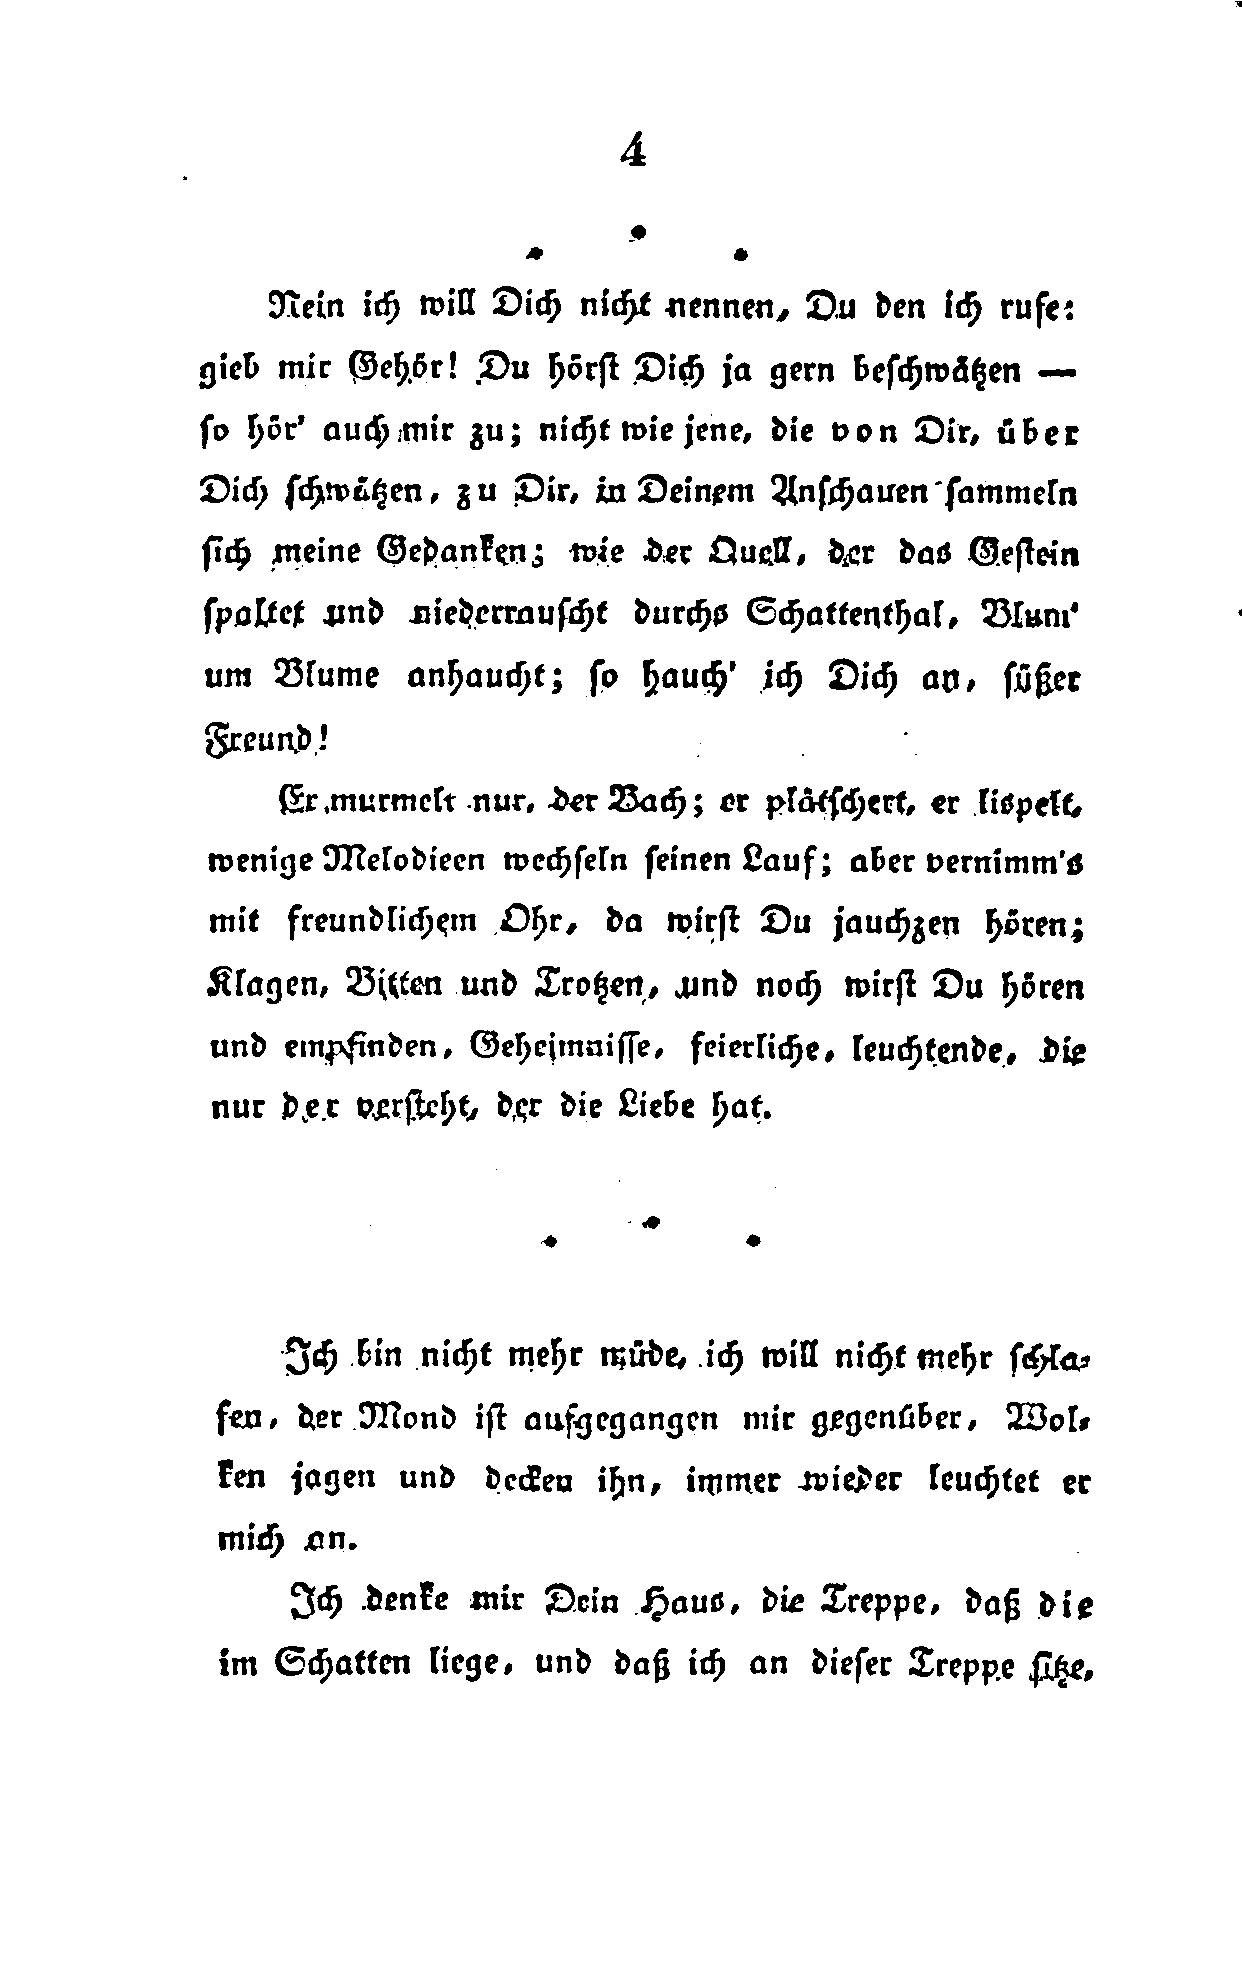 4
* * *
Nein ich will Dich nicht nennen, Du den ich rufe:
gieb mir Gehör! Du hörſt Dich ja gern beſchwätzen —
ſo hör' auch mir zu; nicht wie jene, die von Dir, über
Dich ſchwätzen, zu Dir, in Deinem Anſchauen ſammeln
ſich meine Gedanken; wie der Quell, der das Geſtein
ſpaltet und niederrauſcht durchs Schattenthal, Blum'
um Blume anhaucht; ſo hauch' ich Dich an, ſüßer
Freund!
Er murmelt nur, der Bach; er plätſchert, er lispelt,
wenige Melodieen wechſeln ſeinen Lauf; aber vernimm's
mit freundlichem Ohr, da wirſt Du jauchzen hören;
Klagen, Bitten und Trotzen, und noch wirſt Du hören
und empfinden, Geheimniſſe, feierliche, leuchtende, die
nur der verſteht, der die Liebe hat.
* * *
Ich bin nicht mehr müde, ich will nicht mehr ſchla-
fen, der Mond iſt aufgegangen mir gegenüber, Wol-
ken jagen und decken ihn, immer wieder leuchtet er
mich an.
Ich denke mir Dein Haus, die Treppe, daß die
im Schatten liege, und daß ich an dieſer Treppe ſitze,